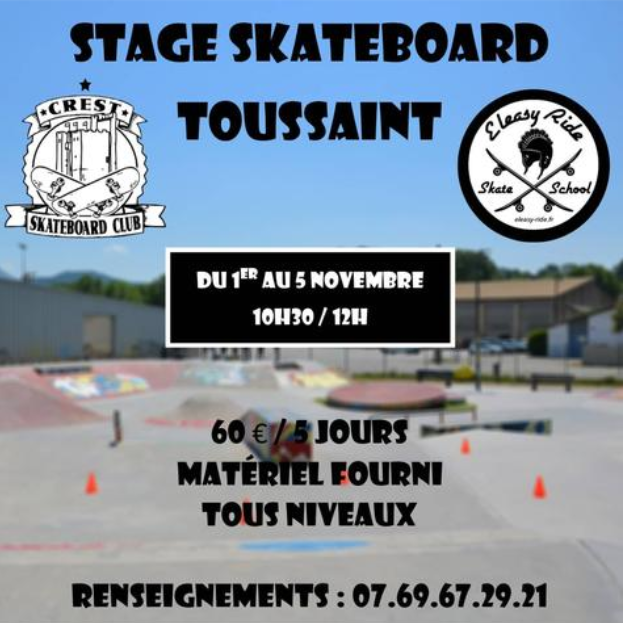 STAGE SKATEBOARD
TOUSSAINT
CREST
SKATEBOARD CLUB
Eleasy Ride
Skate School
eleasy-ride.fr
DU 1ER AU 5 NOVEMBRE
10H30 / 12H
60 € / 5 JOURS
MATÉRIEL FOURNI
TOUS NIVEAUX
RENSEIGNEMENTS : 07.69.67.29.21